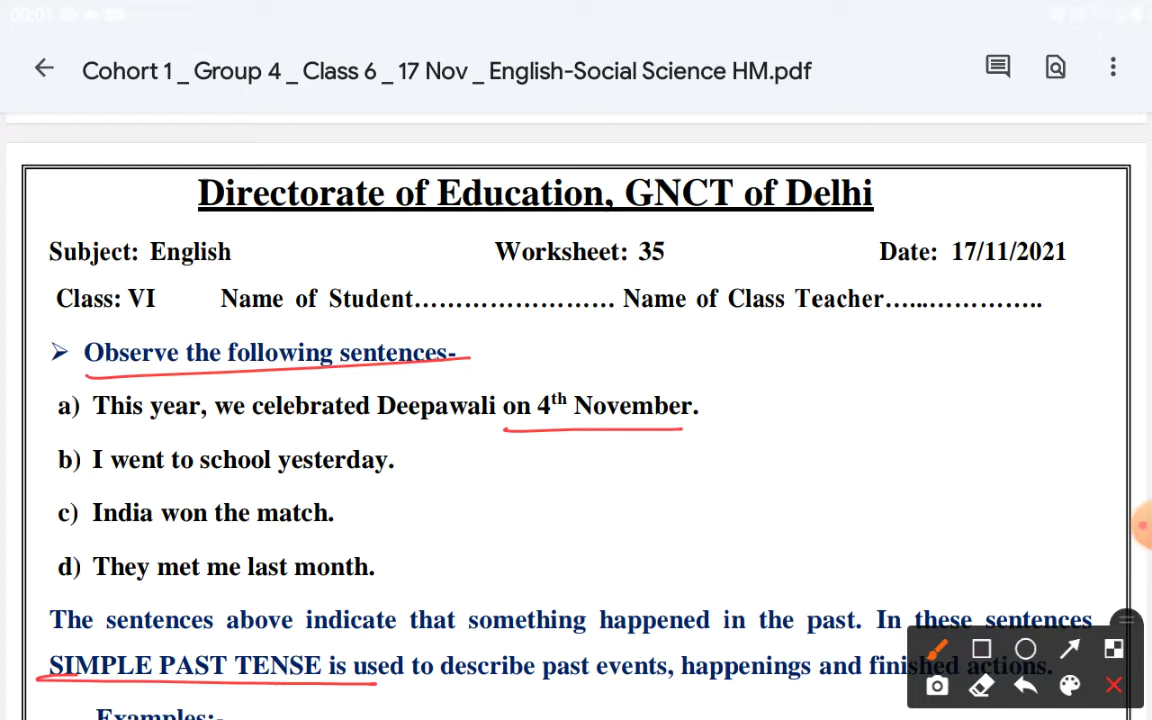 Cohort 1 _ Group 4 _ Class 6 _ 17 Nov _ English-Social Science HM.pdf
Directorate of Education, GNCT of Delhi
Subject: English Worksheet: 35 Date: 17/11/2021
Class: VI Name of Student…………………… Name of Class Teacher…...…………..
➢ Observe the following sentences-
a) This year, we celebrated Deepawali on 4th November.
b) I went to school yesterday.
c) India won the match.
d) They met me last month.
The sentences above indicate that something happened in the past. In these sentences
SIMPLE PAST TENSE is used to describe past events, happenings and finished actions.
Examples:-